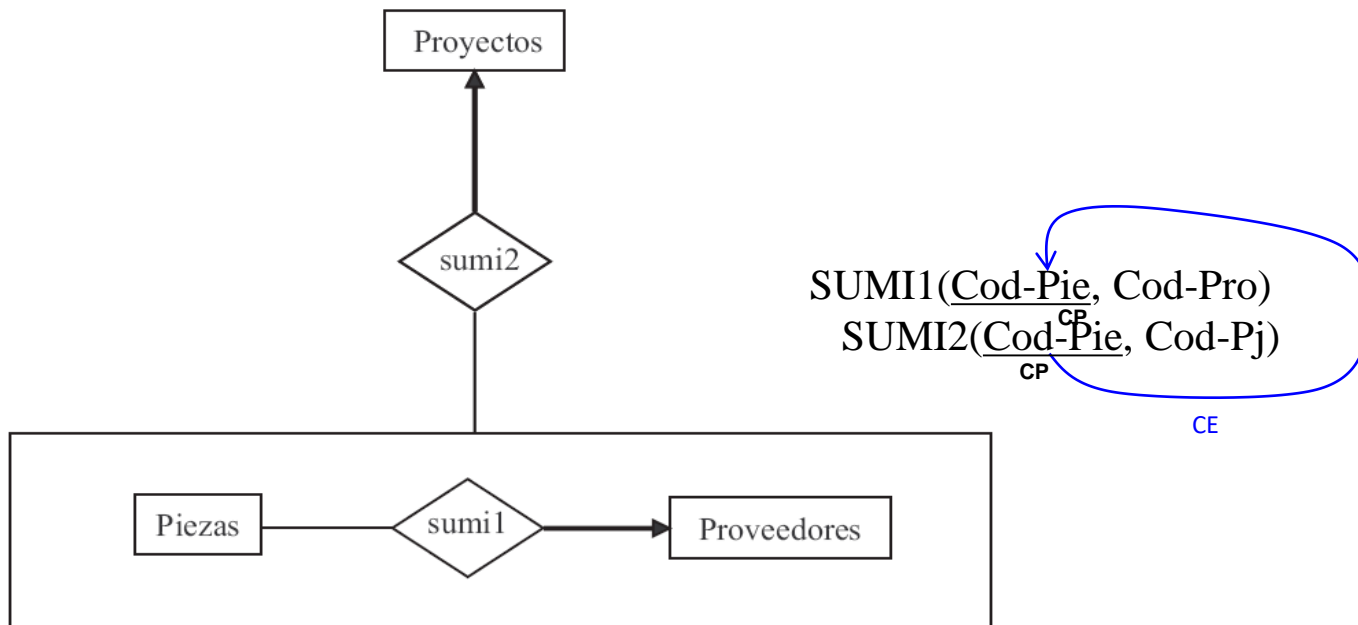 Proyectos
sumi2
SUMI1(Cod-Pie, Cod-Pro)
CP
SUMI2(Cod-Pie, Cod-Pj)
CP
CE
Piezas
sumi1
Proveedores